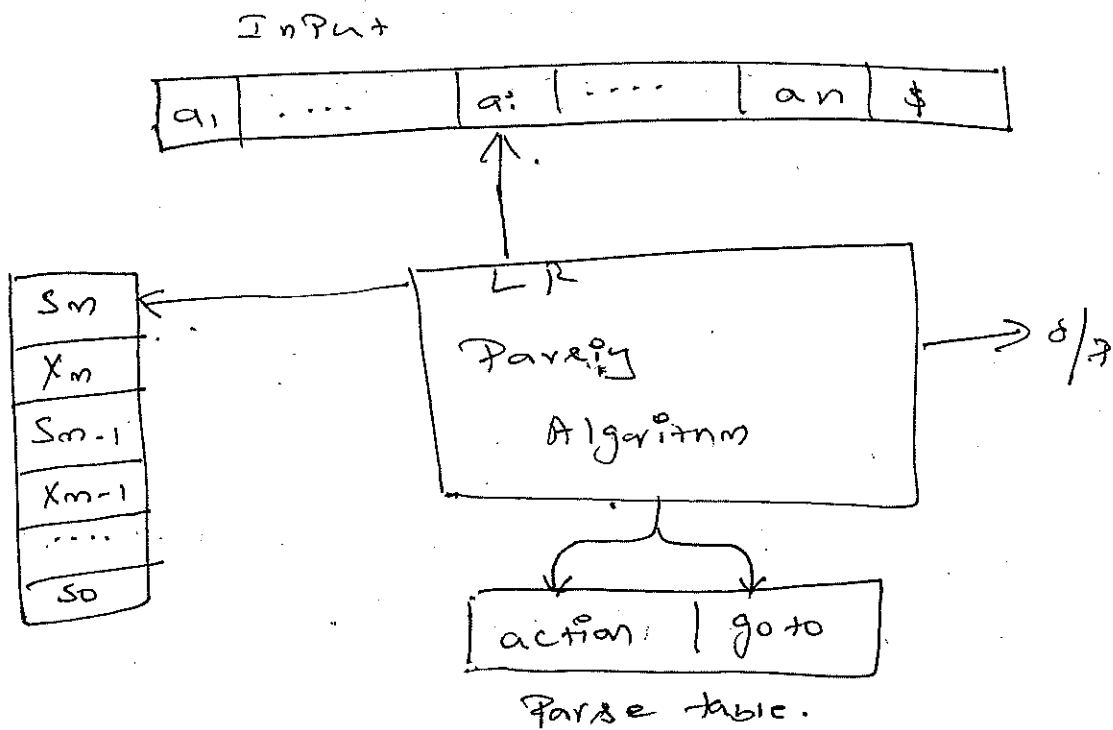 Input
a1 | .... | ai | .... | an | $
Sm
Xm
Sm-1
Xm-1
....
S0
LR
Parsing
Algorithm
o/p
action | goto
Parse table.